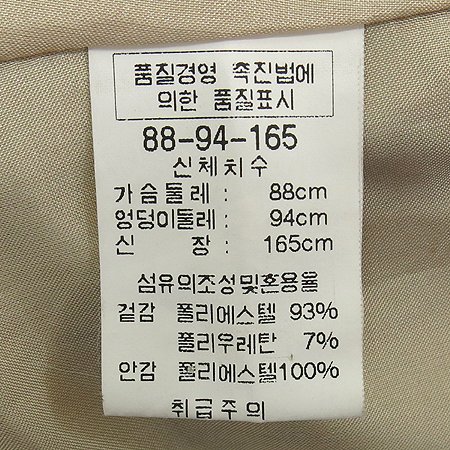 품질경영 촉진법에
의한 품질표시
88-94-165
신체치수
가슴둘레 : 88cm
엉덩이둘레 : 94cm
신 장 : 165cm
섬유의조성및혼용율
겉감 폴리에스텔 93%
폴리우레탄 7%
안감 폴리에스텔100%
취급주의